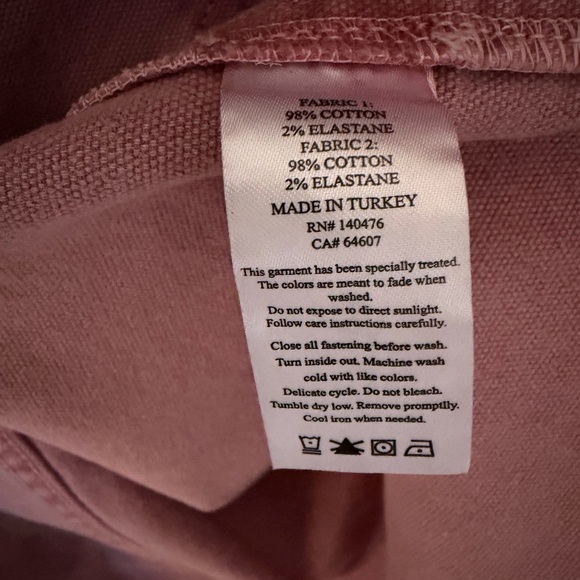 FABRIC 1:
98% COTTON
2% ELASTANE
FABRIC 2:
98% COTTON
2% ELASTANE
MADE IN TURKEY
RN# 140476
CA# 64607
This garment has been specially treated.
The colors are meant to fade when
washed.
Do not expose to direct sunlight.
Follow care instructions carefully.
Close all fastening before wash.
Turn inside out. Machine wash
cold with like colors.
Delicate cycle. Do not bleach.
Tumble dry low. Remove promptlly.
Cool iron when needed.